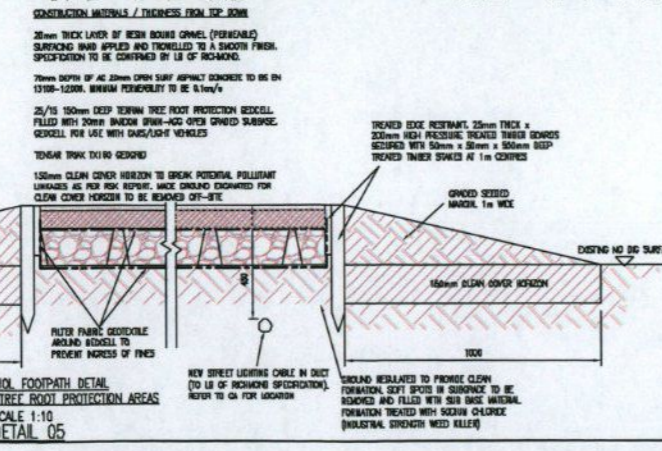 CONSTRUCTION MATERIALS / THICKNESS FROM TOP DOWN
20mm THICK LAYER OF RESIN BOUND GRAVEL (PERMEABLE)
SURFACING HAND APPLIED AND TROWELLED TO A SMOOTH FINISH.
SPECIFICATION TO BE CONFIRMED BY LB OF RICHMOND.
70mm DEPTH OF AC 20mm OPEN SURF ASPHALT CONCRETE TO BS EN
13108-1:2006. MINIMUM PERMEABILITY TO BE 0.1cm/s
25/15 150mm DEEP TERRAM TREE ROOT PROTECTION GEOCELL
FILLED WITH 20mm OPEN GRADED SUBBASE.
GEOCELL FOR USE WITH CARS/LIGHT VEHICLES
TENSAR TRIAX TX160 GEOGRID
150mm CLEAN COVER HORIZON TO BREAK POTENTIAL POLLUTANT
LINKAGES AS PER RSK REPORT. MADE GROUND EXCAVATED FOR
CLEAN COVER HORIZON TO BE REMOVED OFF-SITE
TREATED EDGE RESTRAINT. 25mm THICK x
200mm HIGH PRESSURE TREATED TIMBER BOARDS
SECURED WITH 50mm x 50mm x 550mm DEEP
TREATED TIMBER STAKES AT 1m CENTRES
GRADED SEEDED
MARGIN. 1m WIDE
EXISTING NO DIG SURF
150mm CLEAN COVER HORIZON
450
1000
FILTER FABRIC GEOTEXTILE
AROUND GEOCELL TO
PREVENT INGRESS OF FINES
NEW STREET LIGHTING CABLE IN DUCT
(TO LB OF RICHMOND SPECIFICATION).
REFER TO CA FOR LOCATION
GROUND REGULATED TO PROVIDE CLEAN
FORMATION. SOFT SPOTS IN SUBGRADE TO BE
REMOVED AND FILLED WITH SUB BASE MATERIAL
FORMATION TREATED WITH SODIUM CHLORIDE
(INDUSTRIAL STRENGTH WEED KILLER)
OL FOOTPATH DETAIL
TREE ROOT PROTECTION AREAS
CALE 1:10
ETAIL 05